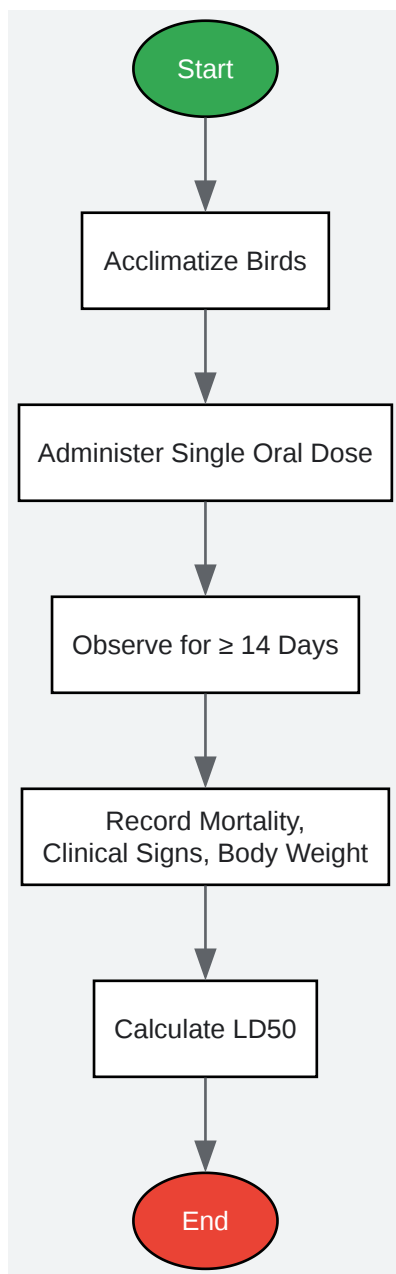 Start
Acclimatize Birds
Administer Single Oral Dose
Observe for ≥ 14 Days
Record Mortality,
Clinical Signs, Body Weight
Calculate LD50
End